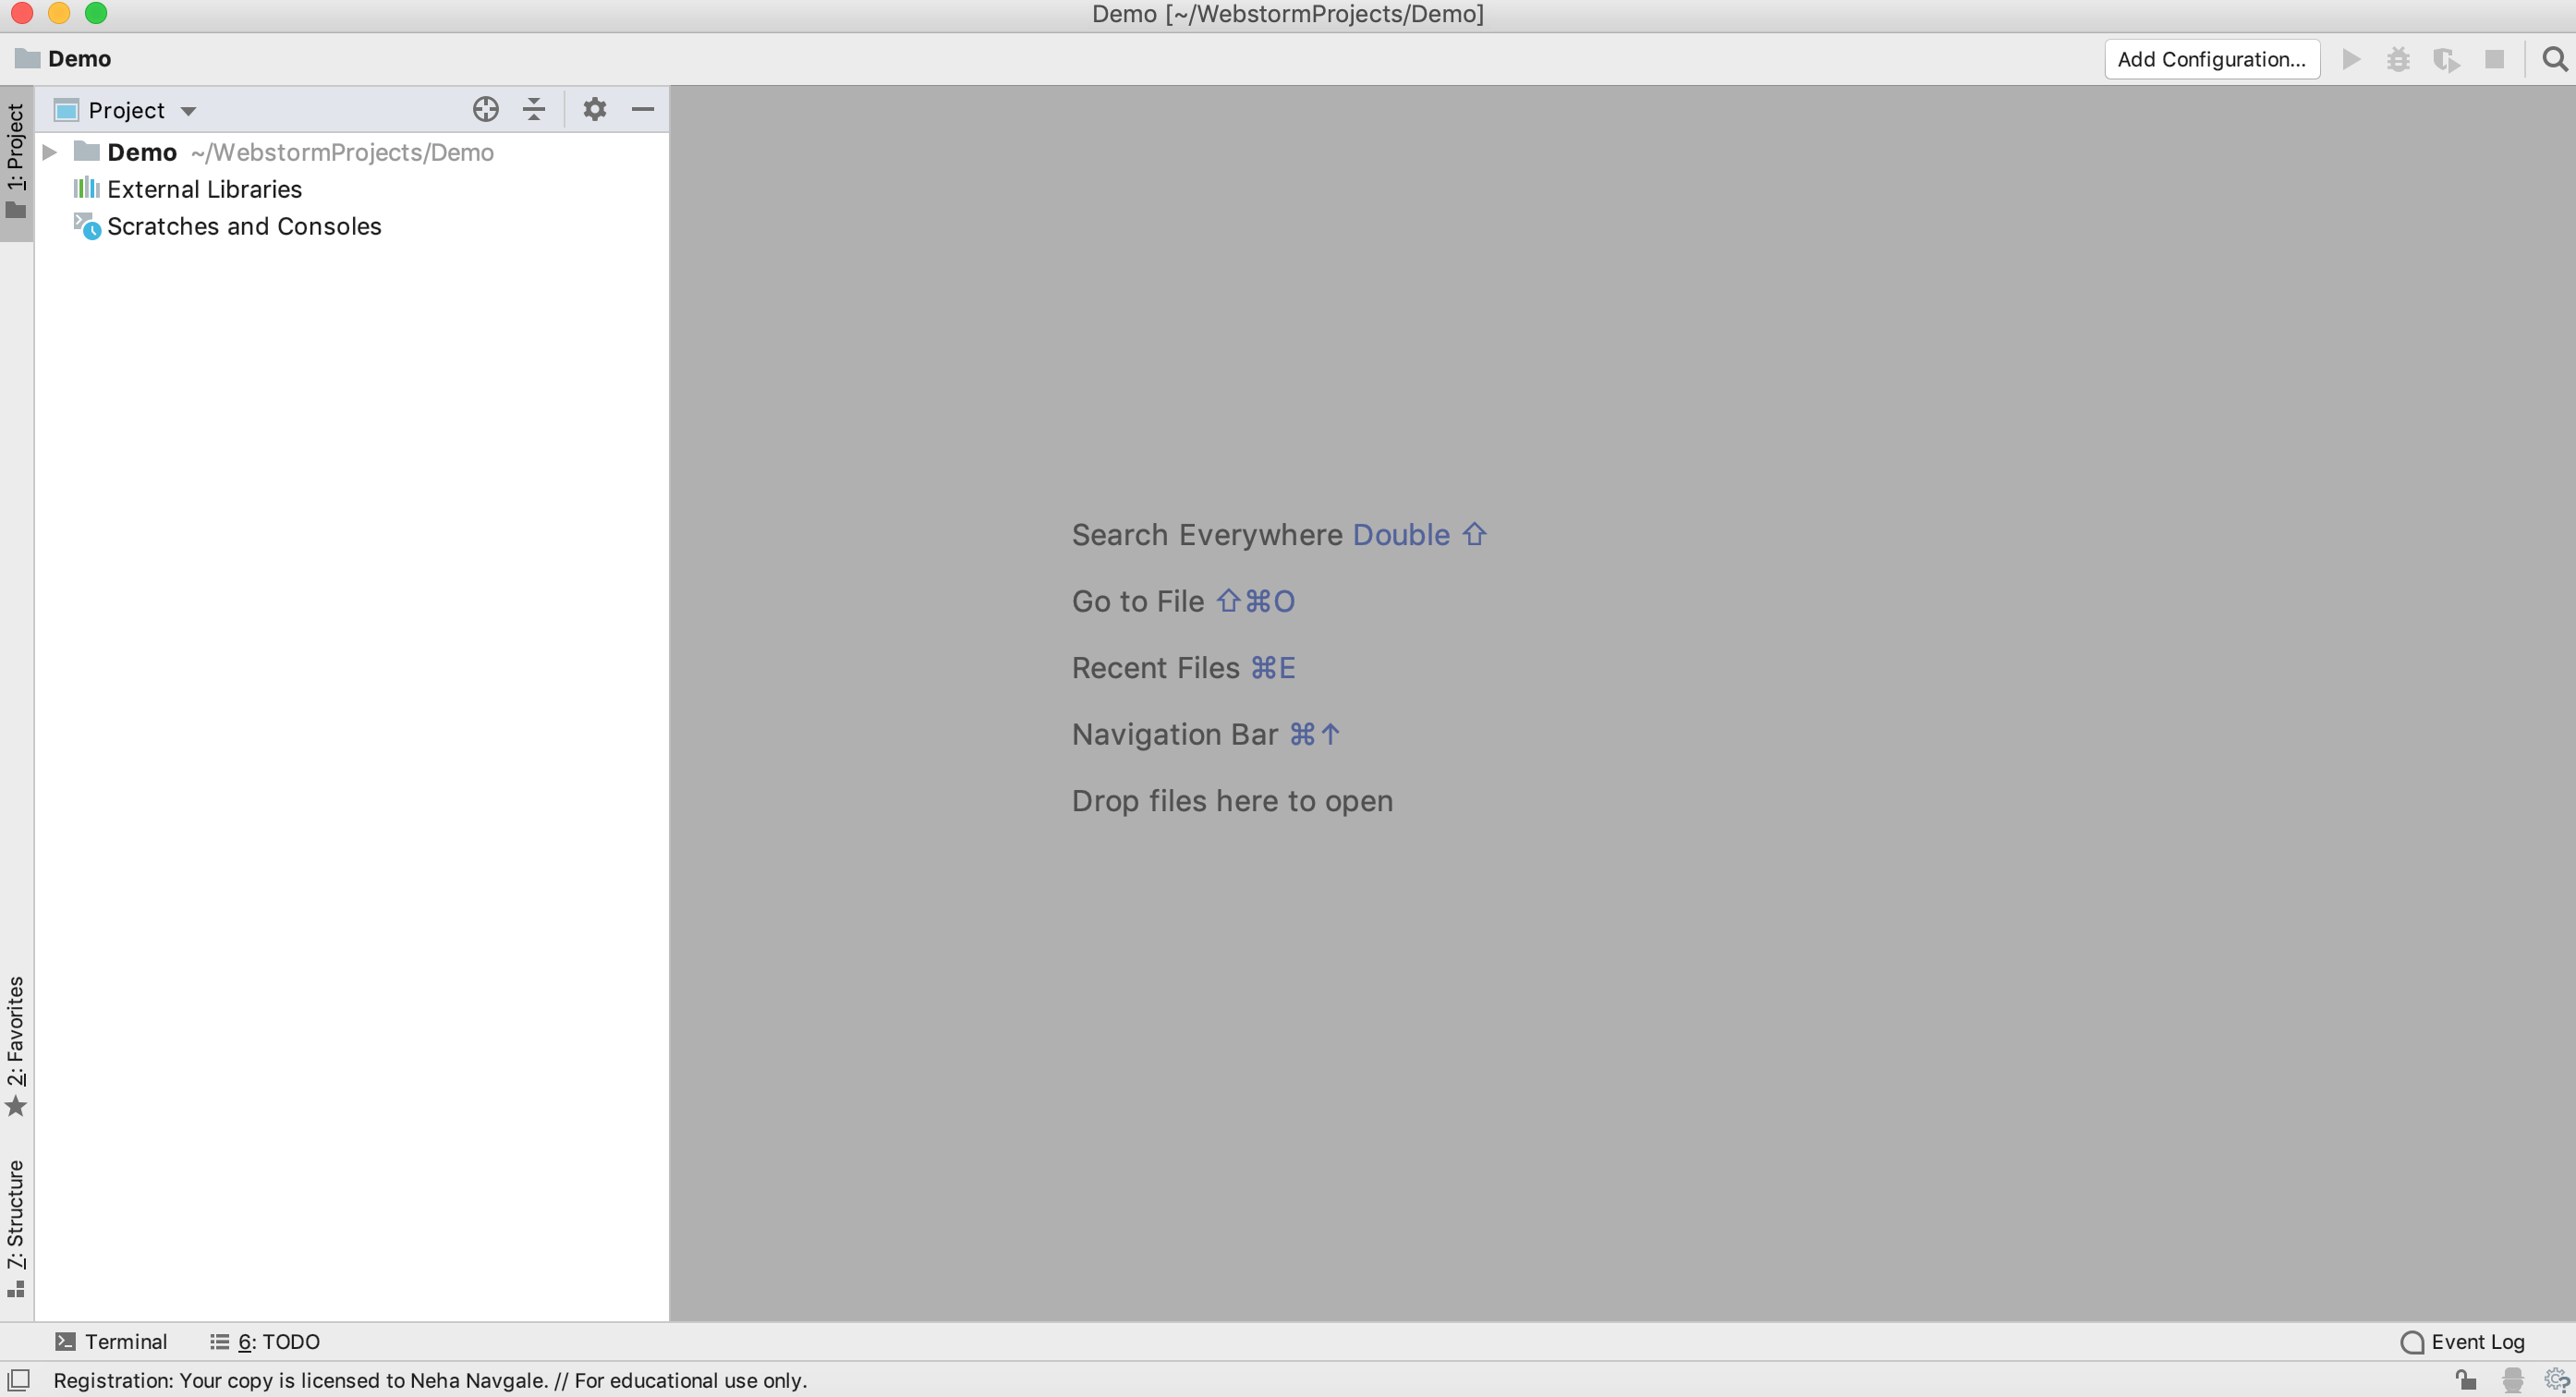 Demo [~/WebstormProjects/Demo]
Demo
Add Configuration...
1: Project
Project
Demo ~/WebstormProjects/Demo
External Libraries
Scratches and Consoles
Search Everywhere Double ⇧
Go to File ⇧⌘O
Recent Files ⌘E
Navigation Bar ⌘↑
Drop files here to open
2: Favorites
7: Structure
Terminal
6: TODO
Event Log
Registration: Your copy is licensed to Neha Navgale. // For educational use only.